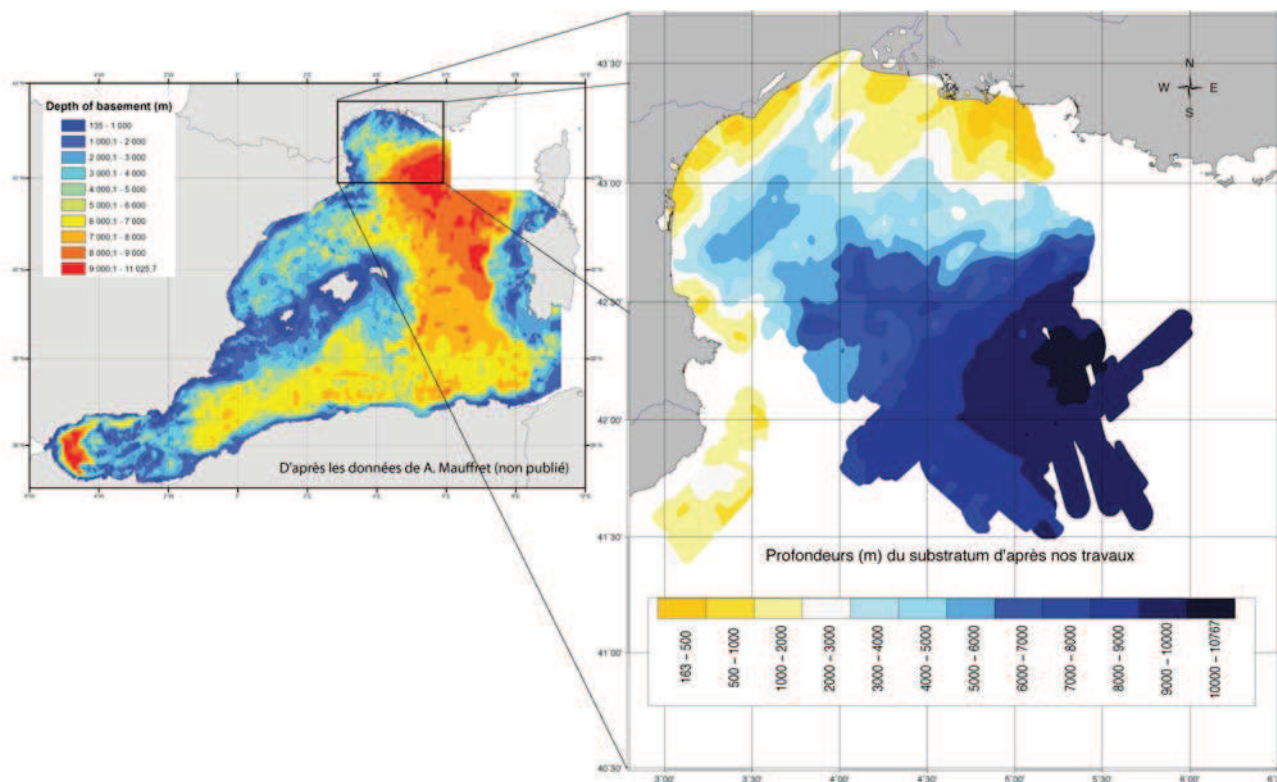 Depth of basement (m)
135 - 1 000
1 000,1 - 2 000
2 000,1 - 3 000
3 000,1 - 4 000
4 000,1 - 5 000
5 000,1 - 6 000
6 000,1 - 7 000
7 000,1 - 8 000
8 000,1 - 9 000
9 000,1 - 11 025,7
D'après les données de A. Mauffret (non publié)
N
W E
S
43°30'
43°00'
42°30'
42°00'
41°30'
41°00'
40°30'
Profondeurs (m) du substratum d'après nos travaux
163 – 500
500 – 1000
1000 – 2000
2000 – 3000
3000 – 4000
4000 – 5000
5000 – 6000
6000 – 7000
7000 – 8000
8000 – 9000
9000 – 10000
10000 – 10767
3°00' 3°30' 4°00' 4°30' 5°00' 5°30' 6°00'